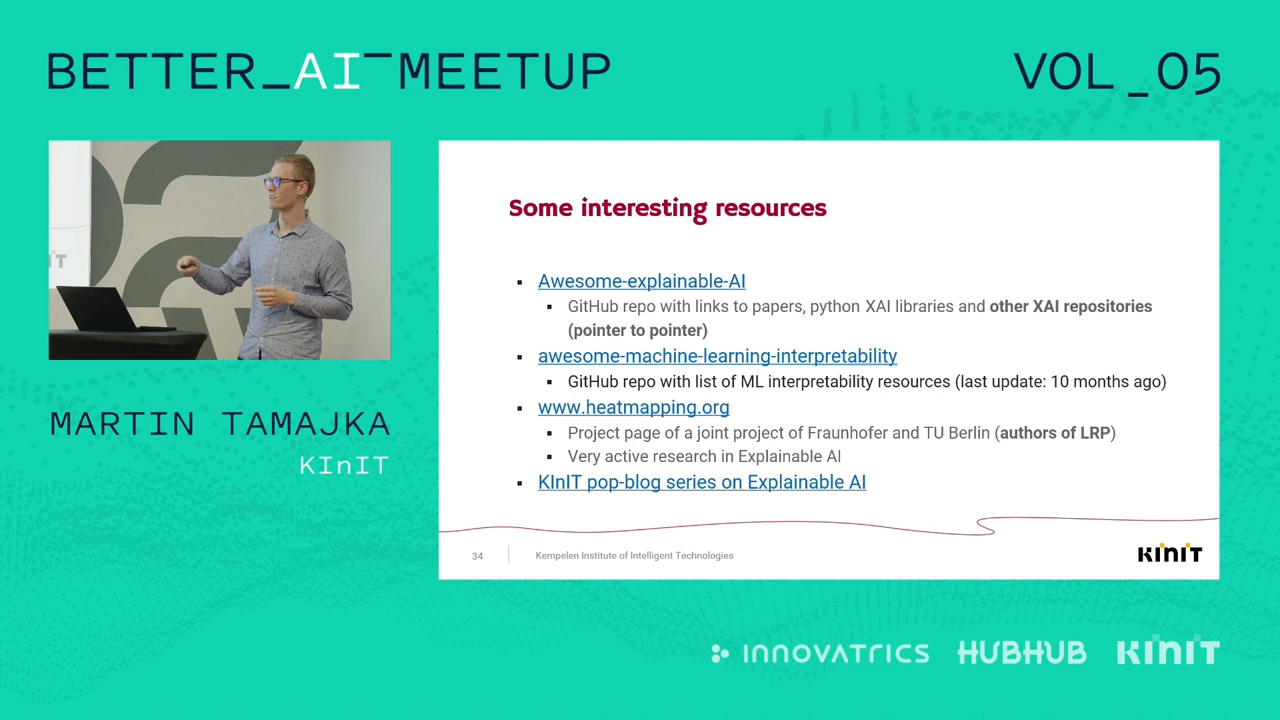 BETTER_AI¯MEETUP
VOL_05
MARTIN TAMAJKA
KInIT
Some interesting resources
Awesome-explainable-AI
GitHub repo with links to papers, python XAI libraries and other XAI repositories
(pointer to pointer)
awesome-machine-learning-interpretability
GitHub repo with list of ML interpretability resources (last update: 10 months ago)
www.heatmapping.org
Project page of a joint project of Fraunhofer and TU Berlin (authors of LRP)
Very active research in Explainable AI
KInIT pop-blog series on Explainable AI
34
Kempelen Institute of Intelligent Technologies
KInIT
INNOVATRICS
HUBHUB
KInIT